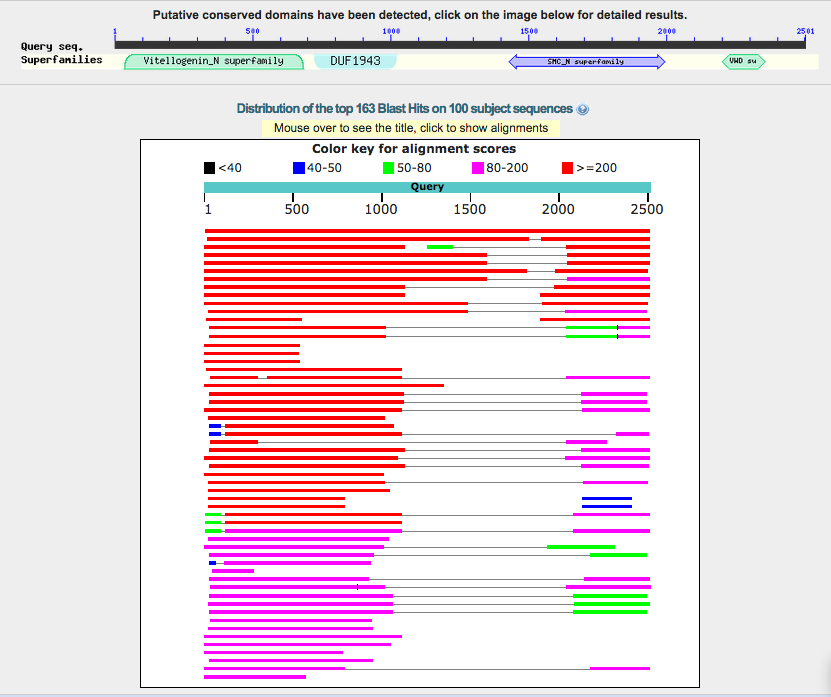 Putative conserved domains have been detected, click on the image below for detailed results.
1 500 1000 1500 2000 2501
Query seq.
Superfamilies Vitellogenin_N superfamily DUF1943 SMC_N superfamily VWD su
Distribution of the top 163 Blast Hits on 100 subject sequences ?
Mouse over to see the title, click to show alignments
Color key for alignment scores
<40 40-50 50-80 80-200 >=200
Query
1 500 1000 1500 2000 2500